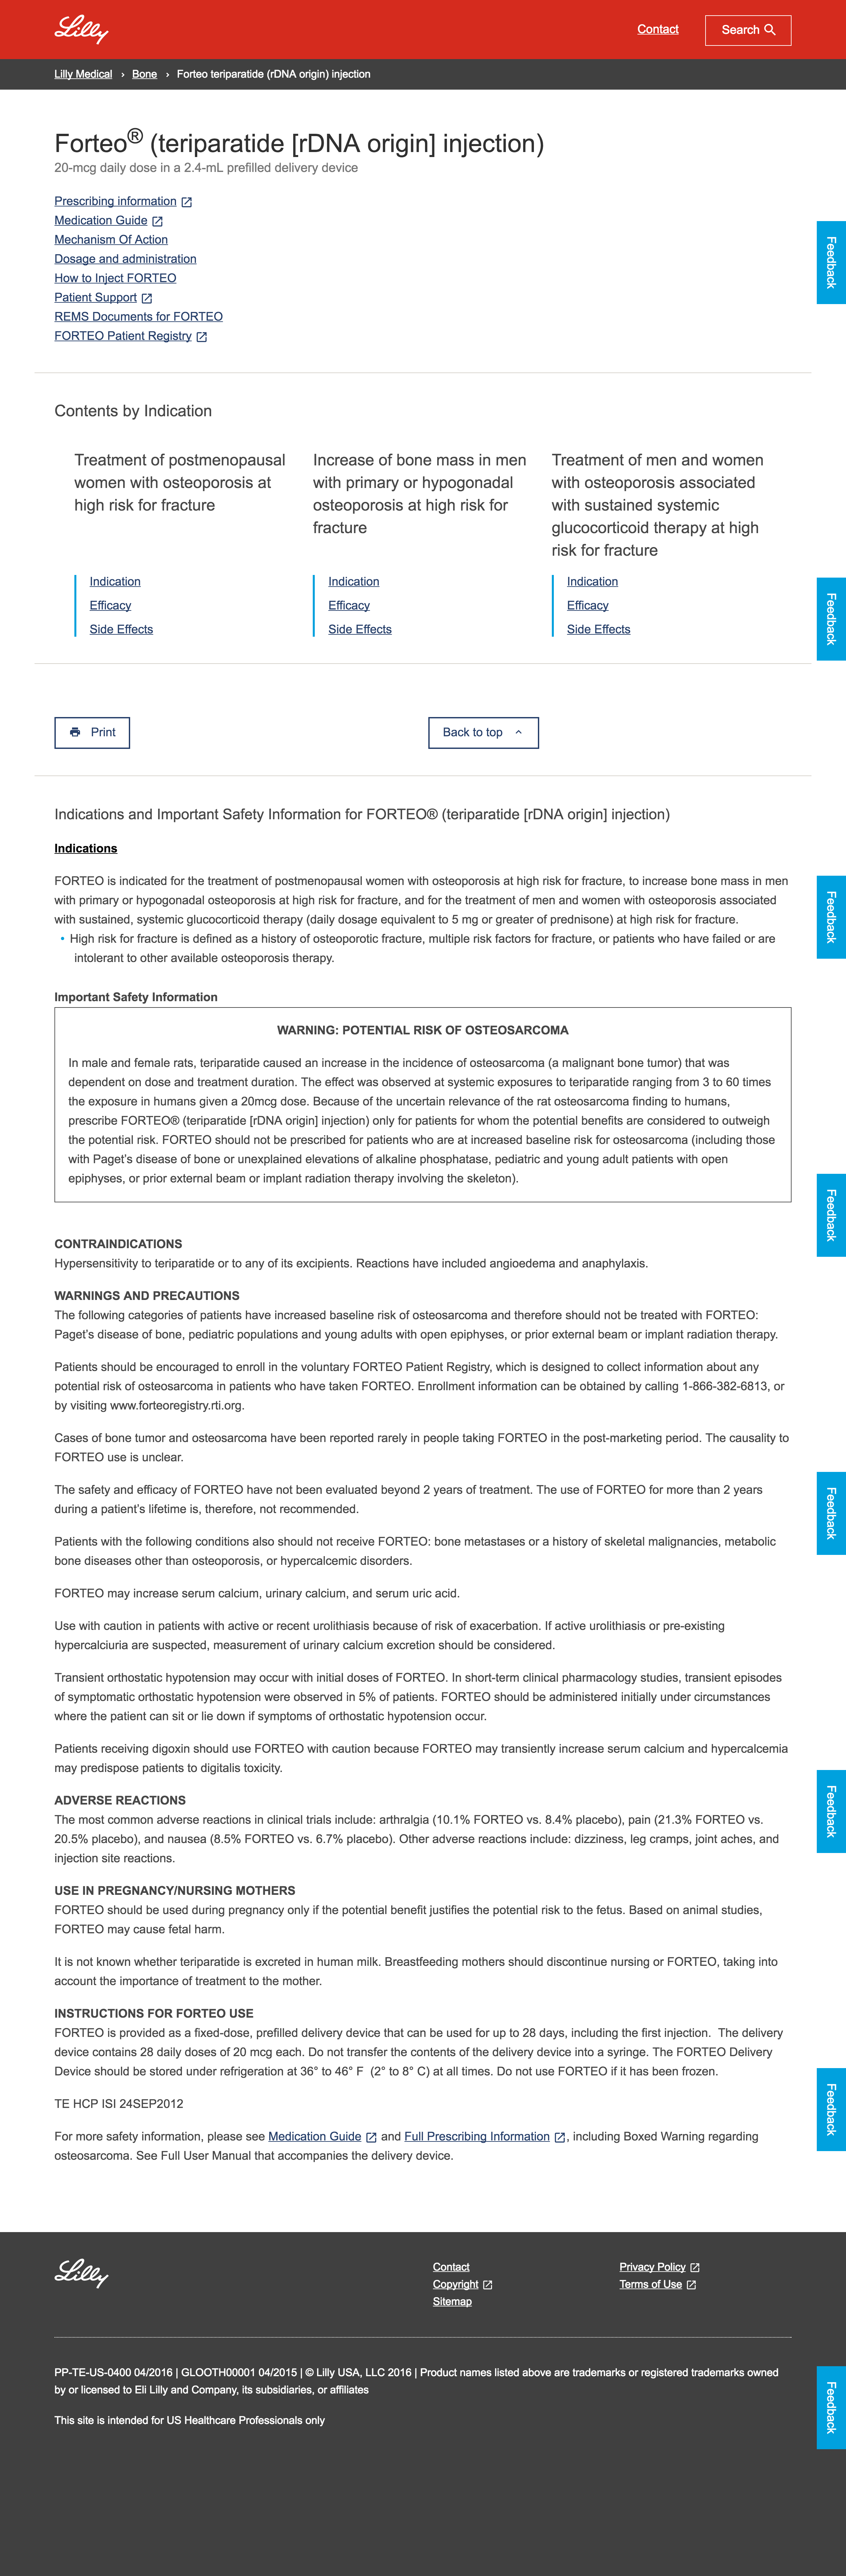 Lilly
Contact
Search
Lilly Medical › Bone › Forteo teriparatide (rDNA origin) injection
Forteo® (teriparatide [rDNA origin] injection)
20-mcg daily dose in a 2.4-mL prefilled delivery device
Prescribing information
Medication Guide
Mechanism Of Action
Dosage and administration
How to Inject FORTEO
Patient Support
REMS Documents for FORTEO
FORTEO Patient Registry
Feedback
Contents by Indication
Treatment of postmenopausal
women with osteoporosis at
high risk for fracture
Indication
Efficacy
Side Effects
Increase of bone mass in men
with primary or hypogonadal
osteoporosis at high risk for
fracture
Indication
Efficacy
Side Effects
Treatment of men and women
with osteoporosis associated
with sustained systemic
glucocorticoid therapy at high
risk for fracture
Indication
Efficacy
Side Effects
Feedback
Print
Back to top
Indications and Important Safety Information for FORTEO® (teriparatide [rDNA origin] injection)
Indications
FORTEO is indicated for the treatment of postmenopausal women with osteoporosis at high risk for fracture, to increase bone mass in men
with primary or hypogonadal osteoporosis at high risk for fracture, and for the treatment of men and women with osteoporosis associated
with sustained, systemic glucocorticoid therapy (daily dosage equivalent to 5 mg or greater of prednisone) at high risk for fracture.
• High risk for fracture is defined as a history of osteoporotic fracture, multiple risk factors for fracture, or patients who have failed or are
intolerant to other available osteoporosis therapy.
Feedback
Important Safety Information
WARNING: POTENTIAL RISK OF OSTEOSARCOMA
In male and female rats, teriparatide caused an increase in the incidence of osteosarcoma (a malignant bone tumor) that was
dependent on dose and treatment duration. The effect was observed at systemic exposures to teriparatide ranging from 3 to 60 times
the exposure in humans given a 20mcg dose. Because of the uncertain relevance of the rat osteosarcoma finding to humans,
prescribe FORTEO® (teriparatide [rDNA origin] injection) only for patients for whom the potential benefits are considered to outweigh
the potential risk. FORTEO should not be prescribed for patients who are at increased baseline risk for osteosarcoma (including those
with Paget's disease of bone or unexplained elevations of alkaline phosphatase, pediatric and young adult patients with open
epiphyses, or prior external beam or implant radiation therapy involving the skeleton).
Feedback
CONTRAINDICATIONS
Hypersensitivity to teriparatide or to any of its excipients. Reactions have included angioedema and anaphylaxis.
WARNINGS AND PRECAUTIONS
The following categories of patients have increased baseline risk of osteosarcoma and therefore should not be treated with FORTEO:
Paget's disease of bone, pediatric populations and young adults with open epiphyses, or prior external beam or implant radiation therapy.
Patients should be encouraged to enroll in the voluntary FORTEO Patient Registry, which is designed to collect information about any
potential risk of osteosarcoma in patients who have taken FORTEO. Enrollment information can be obtained by calling 1-866-382-6813, or
by visiting www.forteoregistry.rti.org.
Cases of bone tumor and osteosarcoma have been reported rarely in people taking FORTEO in the post-marketing period. The causality to
FORTEO use is unclear.
The safety and efficacy of FORTEO have not been evaluated beyond 2 years of treatment. The use of FORTEO for more than 2 years
during a patient's lifetime is, therefore, not recommended.
Feedback
Patients with the following conditions also should not receive FORTEO: bone metastases or a history of skeletal malignancies, metabolic
bone diseases other than osteoporosis, or hypercalcemic disorders.
FORTEO may increase serum calcium, urinary calcium, and serum uric acid.
Use with caution in patients with active or recent urolithiasis because of risk of exacerbation. If active urolithiasis or pre-existing
hypercalciuria are suspected, measurement of urinary calcium excretion should be considered.
Transient orthostatic hypotension may occur with initial doses of FORTEO. In short-term clinical pharmacology studies, transient episodes
of symptomatic orthostatic hypotension were observed in 5% of patients. FORTEO should be administered initially under circumstances
where the patient can sit or lie down if symptoms of orthostatic hypotension occur.
Patients receiving digoxin should use FORTEO with caution because FORTEO may transiently increase serum calcium and hypercalcemia
may predispose patients to digitalis toxicity.
ADVERSE REACTIONS
The most common adverse reactions in clinical trials include: arthralgia (10.1% FORTEO vs. 8.4% placebo), pain (21.3% FORTEO vs.
20.5% placebo), and nausea (8.5% FORTEO vs. 6.7% placebo). Other adverse reactions include: dizziness, leg cramps, joint aches, and
injection site reactions.
Feedback
USE IN PREGNANCY/NURSING MOTHERS
FORTEO should be used during pregnancy only if the potential benefit justifies the potential risk to the fetus. Based on animal studies,
FORTEO may cause fetal harm.
It is not known whether teriparatide is excreted in human milk. Breastfeeding mothers should discontinue nursing or FORTEO, taking into
account the importance of treatment to the mother.
INSTRUCTIONS FOR FORTEO USE
FORTEO is provided as a fixed-dose, prefilled delivery device that can be used for up to 28 days, including the first injection.  The delivery
device contains 28 daily doses of 20 mcg each. Do not transfer the contents of the delivery device into a syringe. The FORTEO Delivery
Device should be stored under refrigeration at 36° to 46° F  (2° to 8° C) at all times. Do not use FORTEO if it has been frozen.
TE HCP ISI 24SEP2012
Feedback
For more safety information, please see Medication Guide and Full Prescribing Information, including Boxed Warning regarding
osteosarcoma. See Full User Manual that accompanies the delivery device.
Lilly
Contact
Copyright
Sitemap
Privacy Policy
Terms of Use
PP-TE-US-0400 04/2016 | GLOOTH00001 04/2015 | © Lilly USA, LLC 2016 | Product names listed above are trademarks or registered trademarks owned
by or licensed to Eli Lilly and Company, its subsidiaries, or affiliates
This site is intended for US Healthcare Professionals only
Feedback